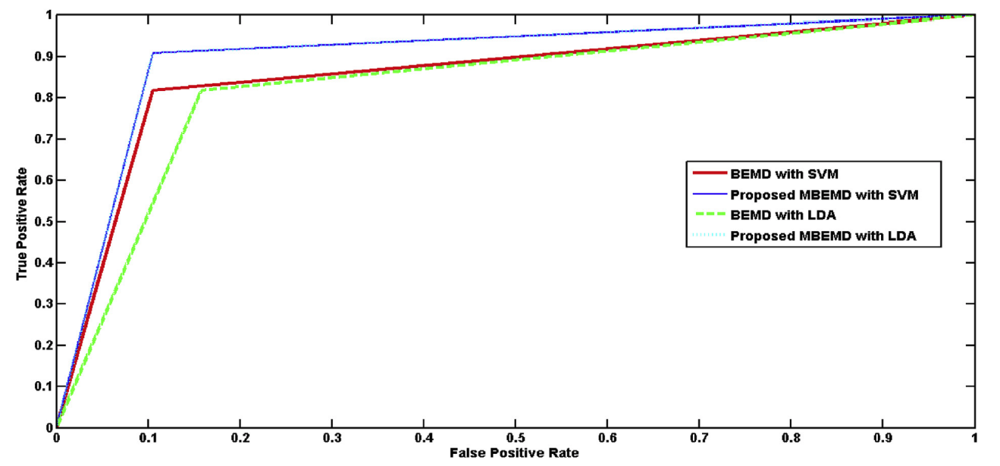 1
0.9
0.8
0.7
0.6
0.5
0.4
0.3
0.2
0.1
0
True Positive Rate
BEMD with SVM
Proposed MBEMD with SVM
BEMD with LDA
Proposed MBEMD with LDA
0 0.1 0.2 0.3 0.4 0.5 0.6 0.7 0.8 0.9 1
False Positive Rate